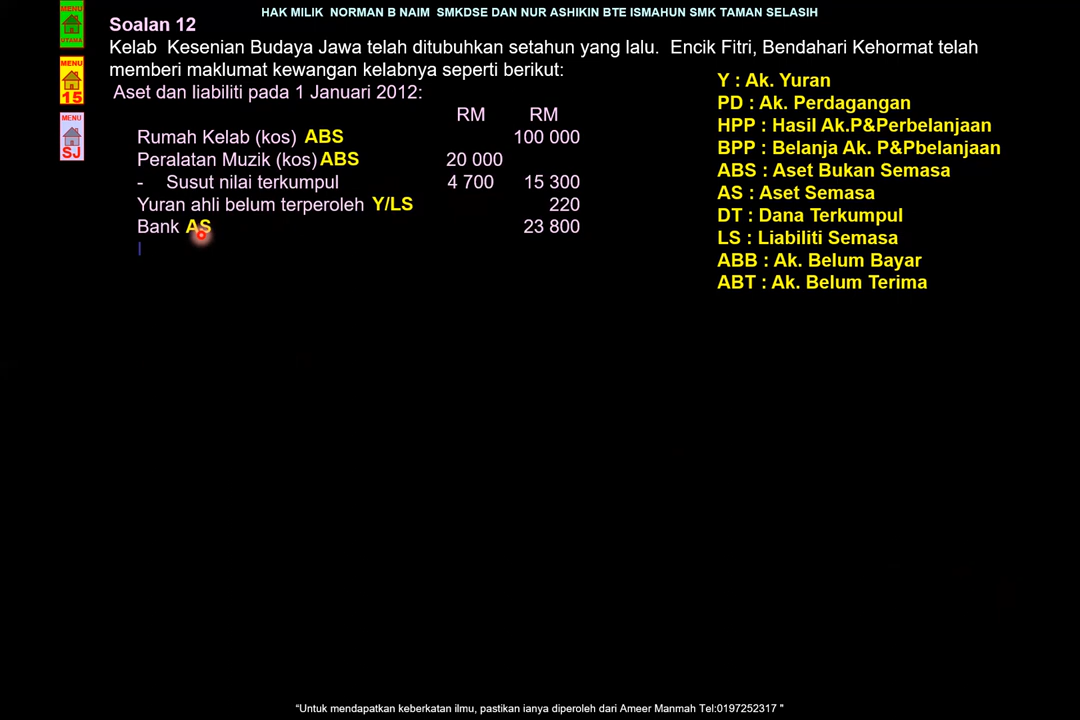 HAK MILIK NORMAN B NAIM SMKDSE DAN NUR ASHIKIN BTE ISMAHUN SMK TAMAN SELASIH
MENU
UTAMA
MENU
15
MENU
SJ
Soalan 12
Kelab Kesenian Budaya Jawa telah ditubuhkan setahun yang lalu. Encik Fitri, Bendahari Kehormat telah
memberi maklumat kewangan kelabnya seperti berikut:
Aset dan liabiliti pada 1 Januari 2012:
RM RM
Rumah Kelab (kos) ABS 100 000
Peralatan Muzik (kos) ABS 20 000
- Susut nilai terkumpul 4 700 15 300
Yuran ahli belum terperoleh Y/LS 220
Bank AS 23 800
Y : Ak. Yuran
PD : Ak. Perdagangan
HPP : Hasil Ak.P&Perbelanjaan
BPP : Belanja Ak. P&Pbelanjaan
ABS : Aset Bukan Semasa
AS : Aset Semasa
DT : Dana Terkumpul
LS : Liabiliti Semasa
ABB : Ak. Belum Bayar
ABT : Ak. Belum Terima
"Untuk mendapatkan keberkatan ilmu, pastikan ianya diperoleh dari Ameer Manmah Tel:0197252317 "